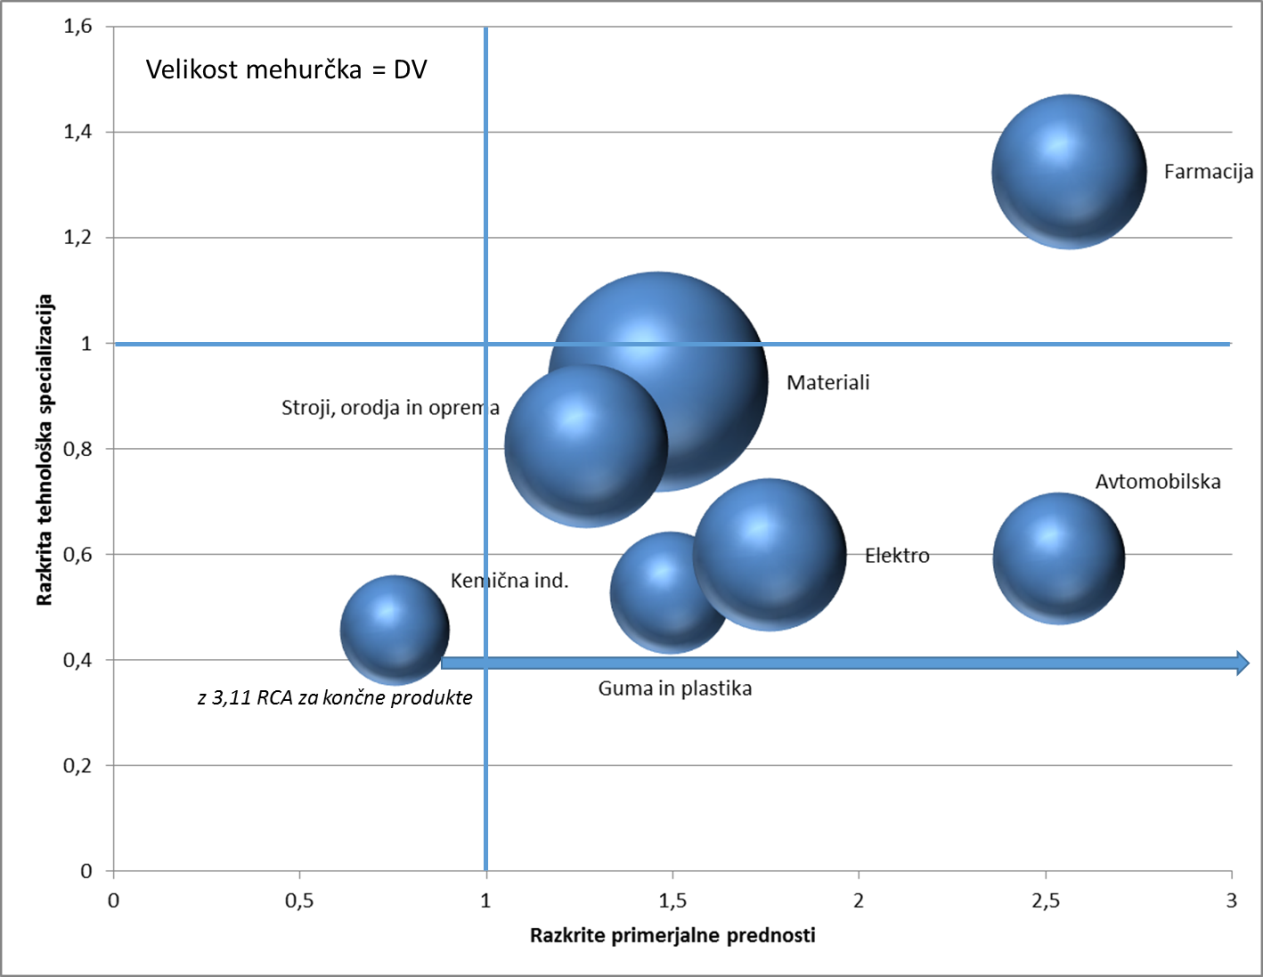 Velikost mehurčka = DV
1,6
1,4
1,2
1
0,8
0,6
0,4
0,2
0
Razkrita tehnološka specializacija
Farmacija
Materiali
Stroji, orodja in oprema
Avtomobilska
Elektro
Kemična ind.
Guma in plastika
z 3,11 RCA za končne produkte
0
0,5
1
1,5
2
2,5
3
Razkrite primerjalne prednosti